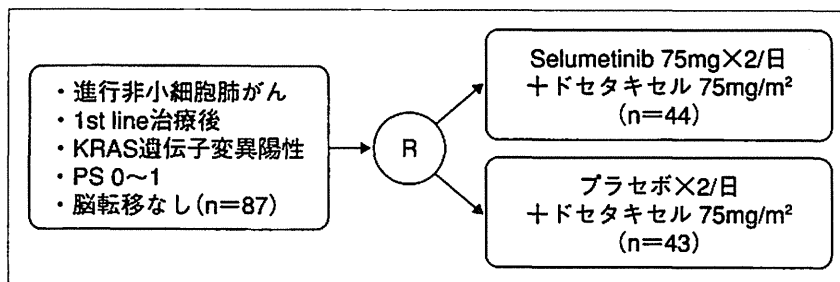 ・進行非小細胞肺がん
・1st line治療後
・KRAS遺伝子変異陽性
・PS 0〜1
・脳転移なし(n=87)
R
Selumetinib 75mg×2/日
＋ドセタキセル 75mg/m²
(n=44)
プラセボ×2/日
＋ドセタキセル 75mg/m²
(n=43)